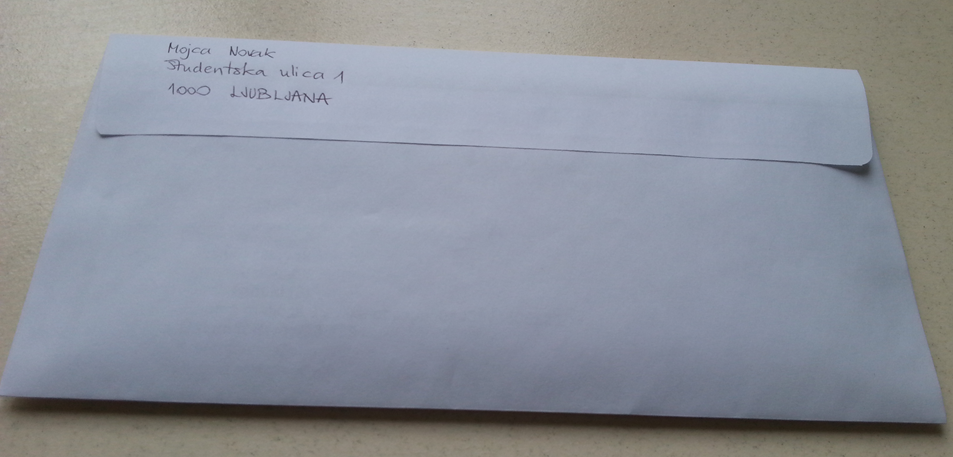 Mojca Novak
Študentska ulica 1
1000 LJUBLJANA